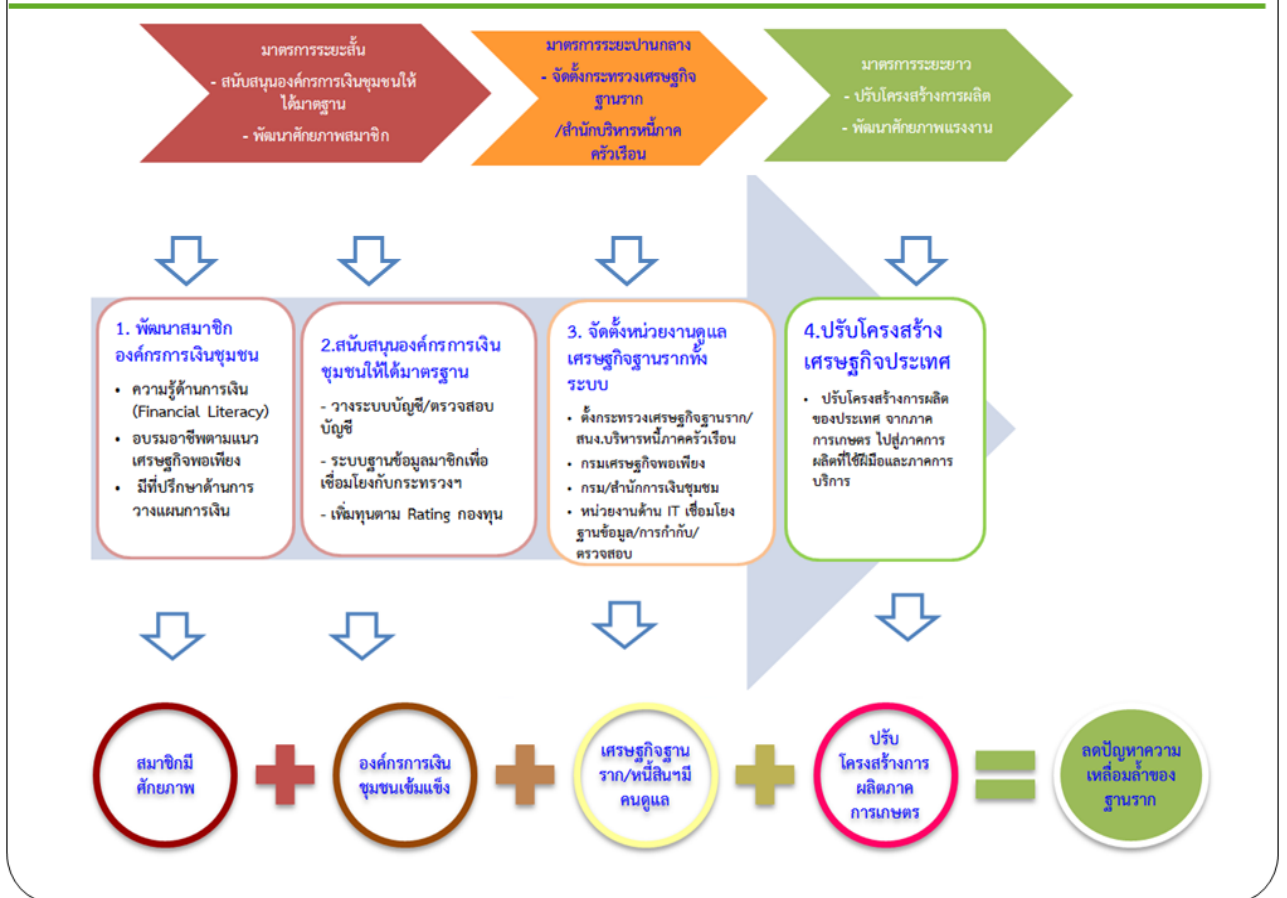 มาตรการระยะสั้น
- สนับสนุนองค์กรการเงินชุมชนให้
ได้มาตฐาน
- พัฒนาศักยภาพสมาชิก
มาตรการระยะปานกลาง
- จัดตั้งกระทรวงเศรษฐกิจ
ฐานราก
/สำนักบริหารหนี้ภาค
ครัวเรือน
มาตรการระยะยาว
- ปรับโครงสร้างการผลิต
- พัฒนาศักยภาพแรงงาน
1. พัฒนาสมาชิก
องค์กรการเงินชุมชน
• ความรู้ด้านการเงิน
(Financial Literacy)
• อบรมอาชีพตามแนว
เศรษฐกิจพอเพียง
• มีที่ปรึกษาด้านการ
วางแผนการเงิน
2.สนับสนุนองค์กรการเงิน
ชุมชนให้ได้มาตรฐาน
- วางระบบบัญชี/ตรวจสอบ
บัญชี
- ระบบฐานข้อมูลมาชิกเพื่อ
เชื่อมโยงกับกระทรวงฯ
- เพิ่มทุนตาม Rating กองทุน
3. จัดตั้งหน่วยงานดูแล
เศรษฐกิจฐานรากทั้ง
ระบบ
• ตั้งกระทรวงเศรษฐกิจฐานราก/
สนง.บริหารหนี้ภาคครัวเรือน
• กรมเศรษฐกิจพอเพียง
• กรม/สำนักการเงินชุมชม
• หน่วยงานด้าน IT เชื่อมโยง
ฐานข้อมูล/การกำกับ/
ตรวจสอบ
4.ปรับโครงสร้าง
เศรษฐกิจประเทศ
• ปรับโครงสร้างการผลิต
ของประเทศ จากภาค
การเกษตร ไปสู่ภาคการ
ผลิตที่ใช้ฝีมือและภาคการ
บริการ
สมาชิกมี
ศักยภาพ
องค์กรการเงิน
ชุมชนเข้มแข็ง
เศรษฐกิจฐาน
ราก/หนี้สินฯมี
คนดูแล
ปรับ
โครงสร้างการ
ผลิตภาค
การเกษตร
ลดปัญหาความ
เหลื่อมล้ำของ
ฐานราก